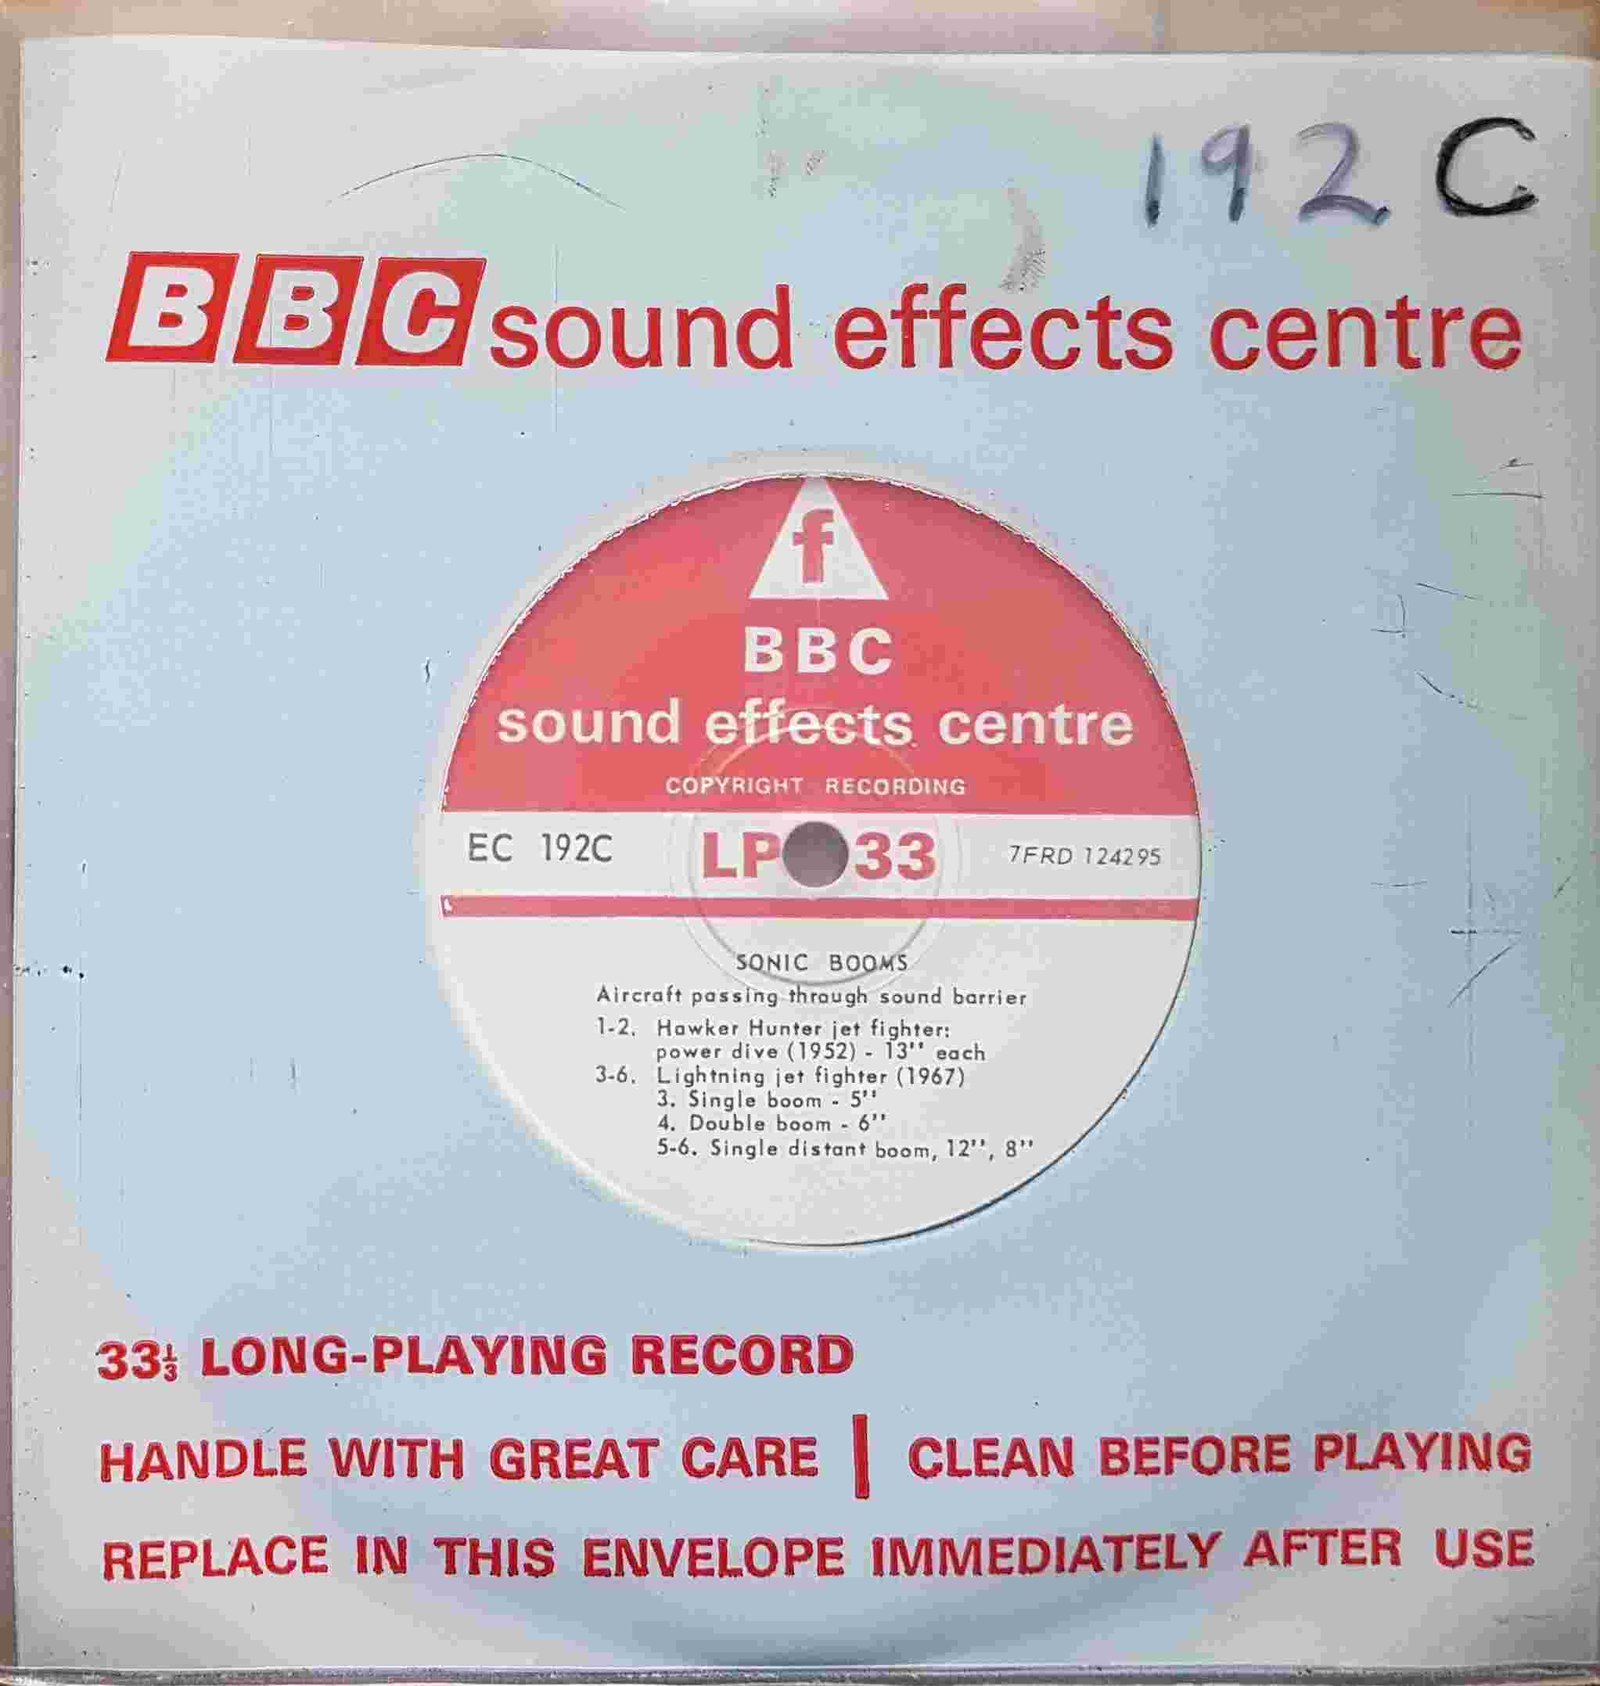 192C
BBC sound effects centre
f
BBC
sound effects centre
COPYRIGHT RECORDING
EC 192C LP 33 7FRD 124295
SONIC BOOMS
Aircraft passing through sound barrier
1-2. Hawker Hunter jet fighter:
power dive (1952) - 13'' each
3-6. Lightning jet fighter (1967)
3. Single boom - 5''
4. Double boom - 6''
5-6. Single distant boom, 12'', 8''
33⅓ LONG-PLAYING RECORD
HANDLE WITH GREAT CARE | CLEAN BEFORE PLAYING
REPLACE IN THIS ENVELOPE IMMEDIATELY AFTER USE